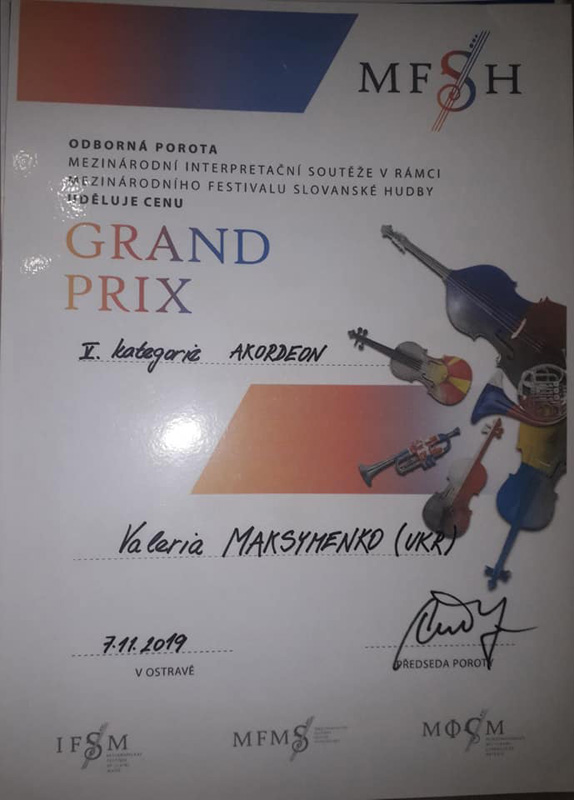 MFSH
ODBORNÁ POROTA
MEZINÁRODNÍ INTERPRETAČNÍ SOUTĚŽE V RÁMCI
MEZINÁRODNÍHO FESTIVALU SLOVANSKÉ HUDBY
UDĚLUJE CENU
GRAND
PRIX
V. kategorie AKORDEON
Valeria MAKSYMENKO (UKR)
7.11.2019
V OSTRAVĚ
PŘEDSEDA POROTY
IFSM
MFMS
МФСМ